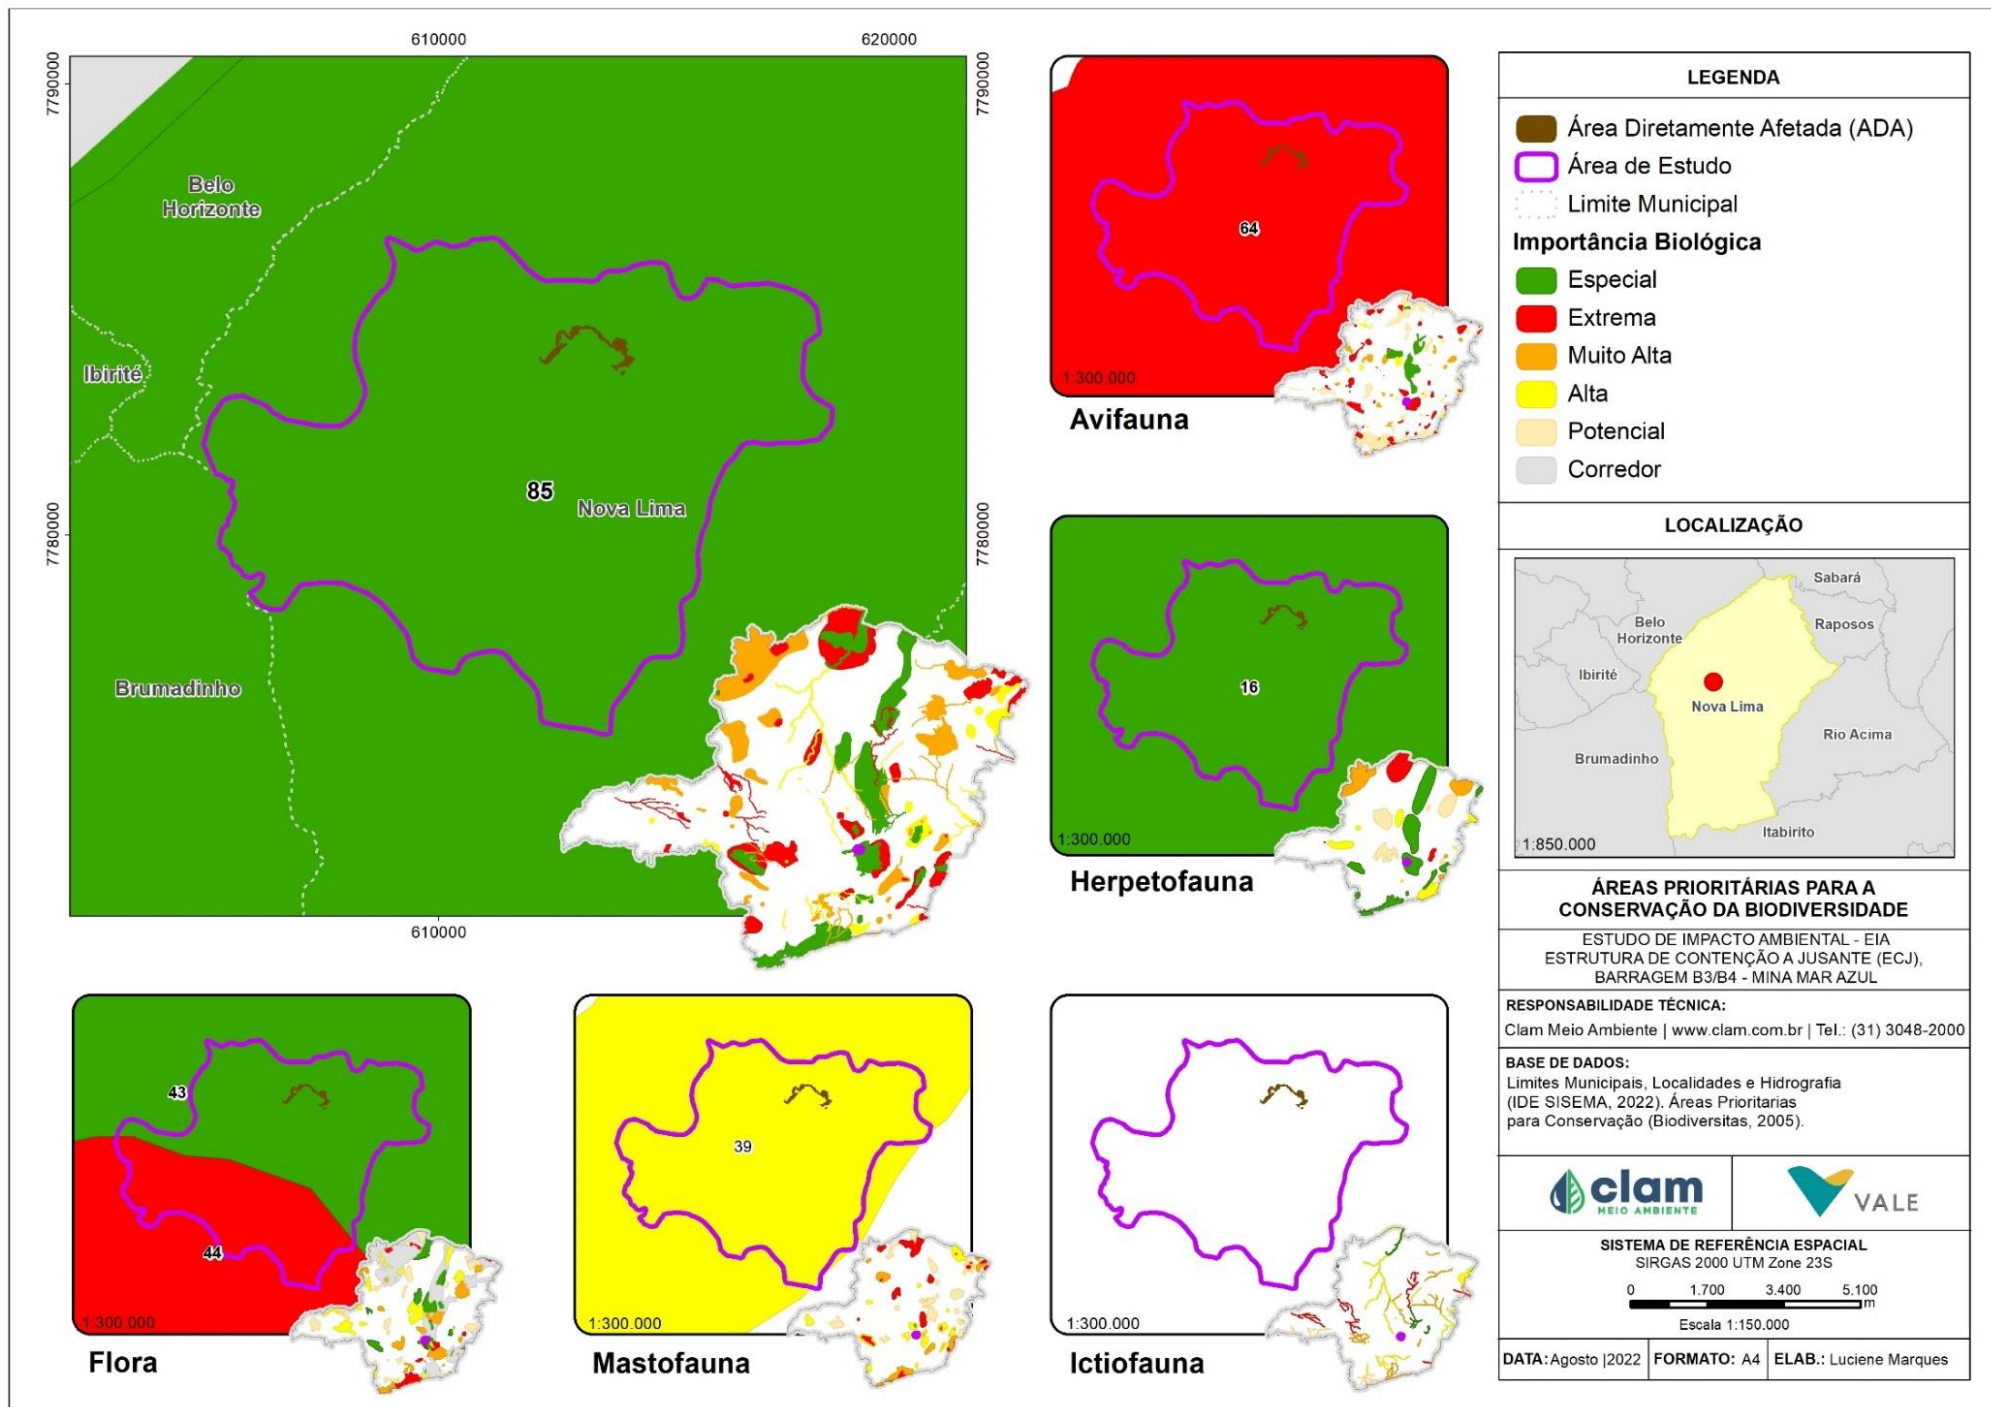 610000
620000
7790000
7790000
Belo
Horizonte
Ibirité
85
Nova Lima
7780000
7780000
Brumadinho
610000
64
1:300.000
Avifauna
16
1:300.000
Herpetofauna
43
44
1:300.000
Flora
39
1:300.000
Mastofauna
1:300.000
Ictiofauna
LEGENDA
Área Diretamente Afetada (ADA)
Área de Estudo
Limite Municipal
Importância Biológica
Especial
Extrema
Muito Alta
Alta
Potencial
Corredor
LOCALIZAÇÃO
Sabará
Belo
Horizonte
Raposos
Ibirité
Nova Lima
Rio Acima
Brumadinho
Itabirito
1:850.000
ÁREAS PRIORITÁRIAS PARA A
CONSERVAÇÃO DA BIODIVERSIDADE
ESTUDO DE IMPACTO AMBIENTAL - EIA
ESTRUTURA DE CONTENÇÃO A JUSANTE (ECJ),
BARRAGEM B3/B4 - MINA MAR AZUL
RESPONSABILIDADE TÉCNICA:
Clam Meio Ambiente | www.clam.com.br | Tel.: (31) 3048-2000
BASE DE DADOS:
Limites Municipais, Localidades e Hidrografia
(IDE SISEMA, 2022). Áreas Prioritarias
para Conservação (Biodiversitas, 2005).
clam
MEIO AMBIENTE
VALE
SISTEMA DE REFERÊNCIA ESPACIAL
SIRGAS 2000 UTM Zone 23S
0 1.700 3.400 5.100
m
Escala 1:150.000
DATA: Agosto |2022 FORMATO: A4 ELAB.: Luciene Marques